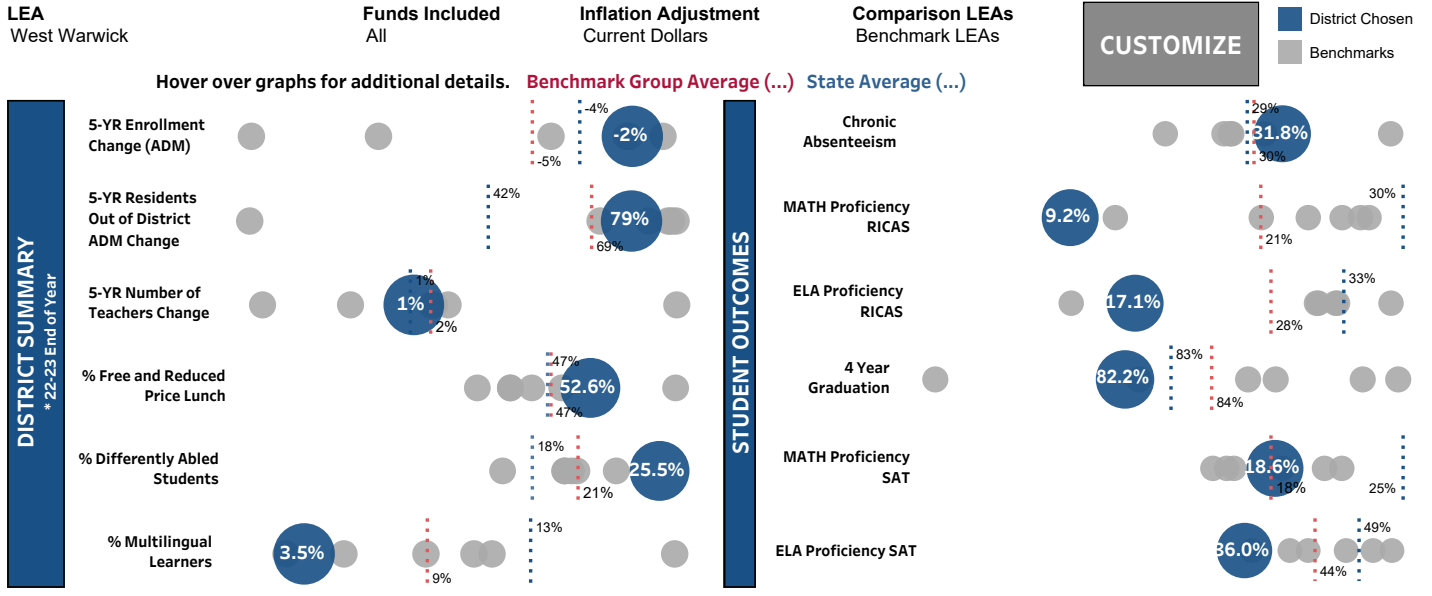 LEA
West Warwick
Funds Included
All
Inflation Adjustment
Current Dollars
Comparison LEAs
Benchmark LEAs
CUSTOMIZE
District Chosen
Benchmarks
Hover over graphs for additional details. Benchmark Group Average (...) State Average (...)
DISTRICT SUMMARY
* 22-23 End of Year
5-YR Enrollment
Change (ADM)
-4%
-2%
-5%
5-YR Residents
Out of District
ADM Change
42%
79%
69%
5-YR Number of
Teachers Change
1%
1%
2%
% Free and Reduced
Price Lunch
47%
52.6%
47%
% Differently Abled
Students
18%
25.5%
21%
% Multilingual
Learners
13%
3.5%
9%
STUDENT OUTCOMES
Chronic
Absenteeism
29%
31.8%
30%
MATH Proficiency
RICAS
30%
9.2%
21%
ELA Proficiency
RICAS
33%
17.1%
28%
4 Year
Graduation
83%
82.2%
84%
MATH Proficiency
SAT
18.6%
18%
25%
ELA Proficiency SAT
49%
36.0%
44%